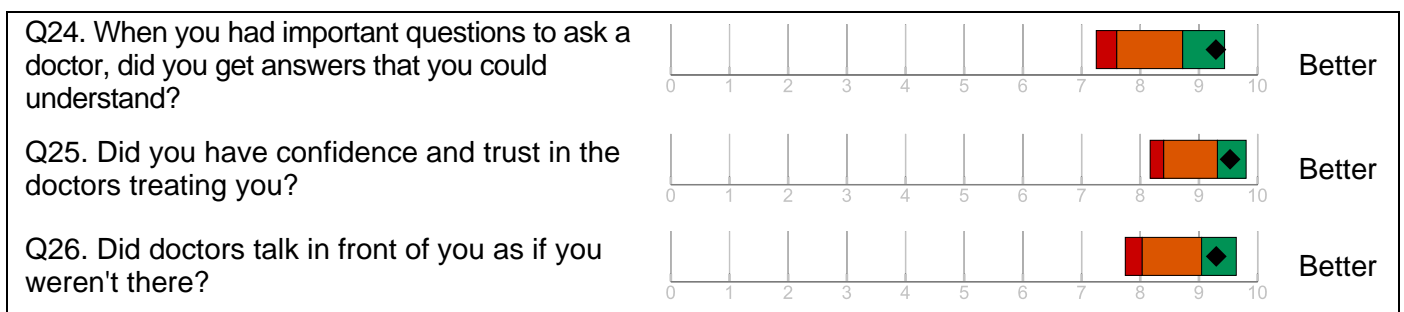 Q24. When you had important questions to ask a
doctor, did you get answers that you could
understand?
0 1 2 3 4 5 6 7 8 9 10
Better
Q25. Did you have confidence and trust in the
doctors treating you?
0 1 2 3 4 5 6 7 8 9 10
Better
Q26. Did doctors talk in front of you as if you
weren't there?
0 1 2 3 4 5 6 7 8 9 10
Better